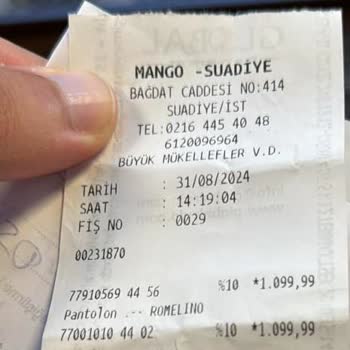 MANGO -SUADİYE
BAĞDAT CADDESİ NO:414
SUADİYE/İST
TEL:0216 445 40 48
6120096964
BÜYÜK MÜKELLEFLER V.D.
TARİH : 31/08/2024
SAAT : 14:19:04
FİŞ NO : 0029
00231870
77910569 44 56 %10 *1.099,99
Pantolon .-- ROMELINO
77001010 44 02 %10 *1.099,99